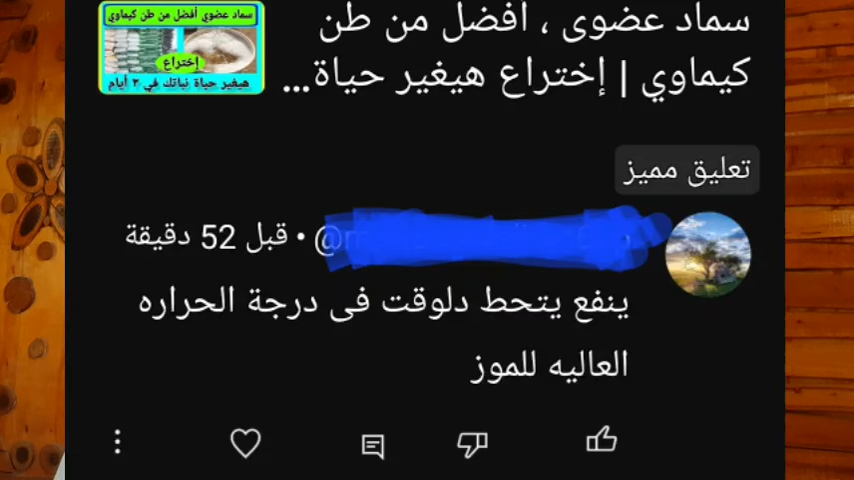 سماد عضوى ، أفضل من طن
كيماوي | إختراع هيغير حياة...
سماد عضوي أفضل من طن كيماوي
إختراع
هيغير حياة نباتك في ٣ أيام
تعليق مميز
@ • قبل 52 دقيقة
ينفع يتحط دلوقت فى درجة الحراره
العاليه للموز